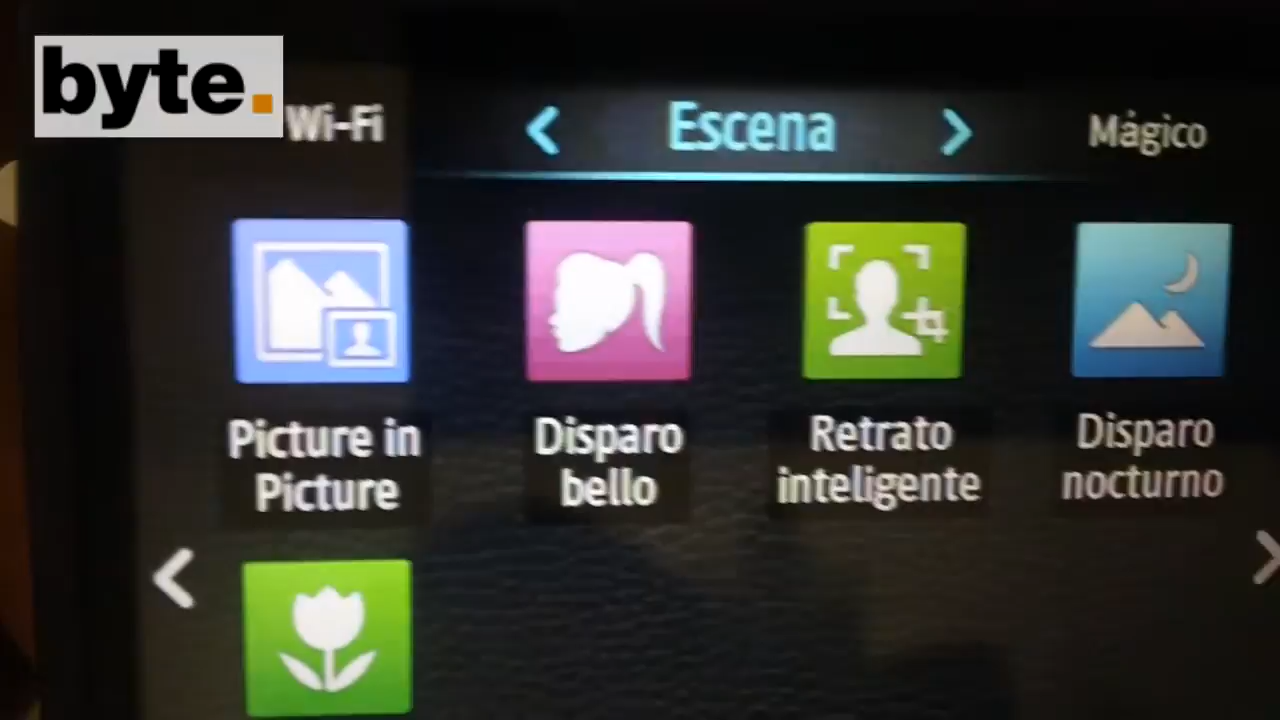 byte.
Wi-Fi
Escena
Mágico
Picture in
Picture
Disparo
bello
Retrato
inteligente
Disparo
nocturno